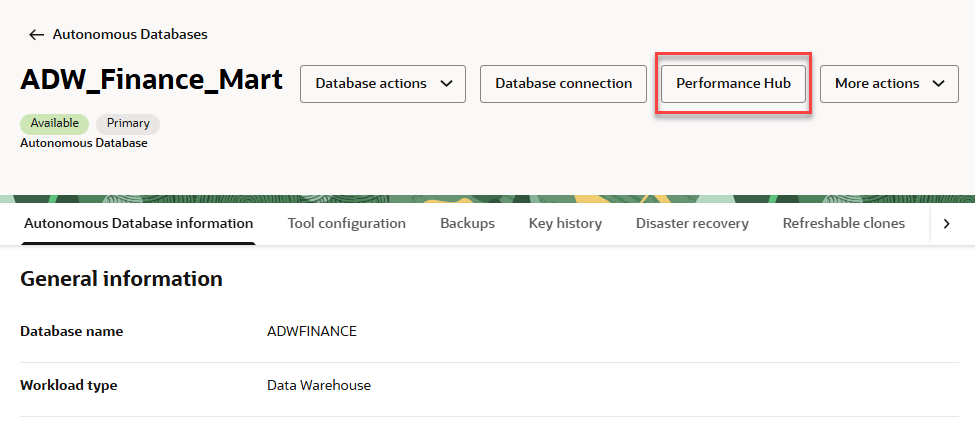 Autonomous Databases
ADW_Finance_Mart
Database actions
Database connection
Performance Hub
More actions
Available
Primary
Autonomous Database
Autonomous Database information
Tool configuration
Backups
Key history
Disaster recovery
Refreshable clones
General information
Database name
ADWFINANCE
Workload type
Data Warehouse